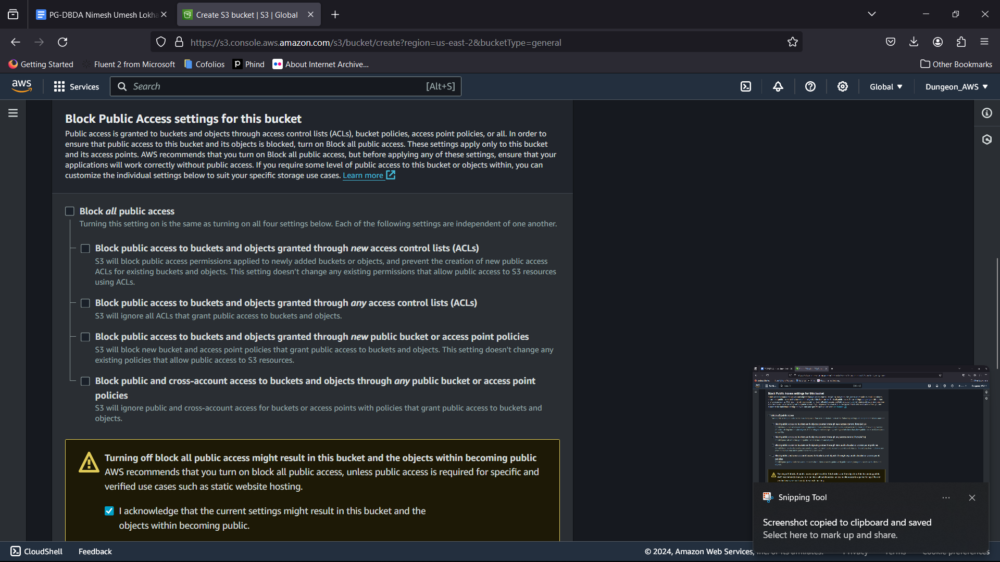 PG-DBDA Nimesh Umesh Lokha
Create S3 bucket | S3 | Global
https://s3.console.aws.amazon.com/s3/bucket/create?region=us-east-2&bucketType=general
Getting Started
Fluent 2 from Microsoft
Cofolios
Phind
About Internet Archive...
Other Bookmarks
aws
Services
Search
[Alt+S]
Global
Dungeon_AWS
Block Public Access settings for this bucket
Public access is granted to buckets and objects through access control lists (ACLs), bucket policies, access point policies, or all. In order to
ensure that public access to this bucket and its objects is blocked, turn on Block all public access. These settings apply only to this bucket
and its access points. AWS recommends that you turn on Block all public access, but before applying any of these settings, ensure that your
applications will work correctly without public access. If you require some level of public access to this bucket or objects within, you can
customize the individual settings below to suit your specific storage use cases. Learn more
Block all public access
Turning this setting on is the same as turning on all four settings below. Each of the following settings are independent of one another.
Block public access to buckets and objects granted through new access control lists (ACLs)
S3 will block public access permissions applied to newly added buckets or objects, and prevent the creation of new public access
ACLs for existing buckets and objects. This setting doesn't change any existing permissions that allow public access to S3 resources
using ACLs.
Block public access to buckets and objects granted through any access control lists (ACLs)
S3 will ignore all ACLs that grant public access to buckets and objects.
Block public access to buckets and objects granted through new public bucket or access point policies
S3 will block new bucket and access point policies that grant public access to buckets and objects. This setting doesn't change any
existing policies that allow public access to S3 resources.
Block public and cross-account access to buckets and objects through any public bucket or access point
policies
S3 will ignore public and cross-account access for buckets or access points with policies that grant public access to buckets and
objects.
Turning off block all public access might result in this bucket and the objects within becoming public
AWS recommends that you turn on block all public access, unless public access is required for specific and
verified use cases such as static website hosting.
I acknowledge that the current settings might result in this bucket and the
objects within becoming public.
Snipping Tool
Screenshot copied to clipboard and saved
Select here to mark up and share.
CloudShell
Feedback
© 2024, Amazon Web Services, Inc. or its affiliates.
Privacy
Terms
Cookie preferences